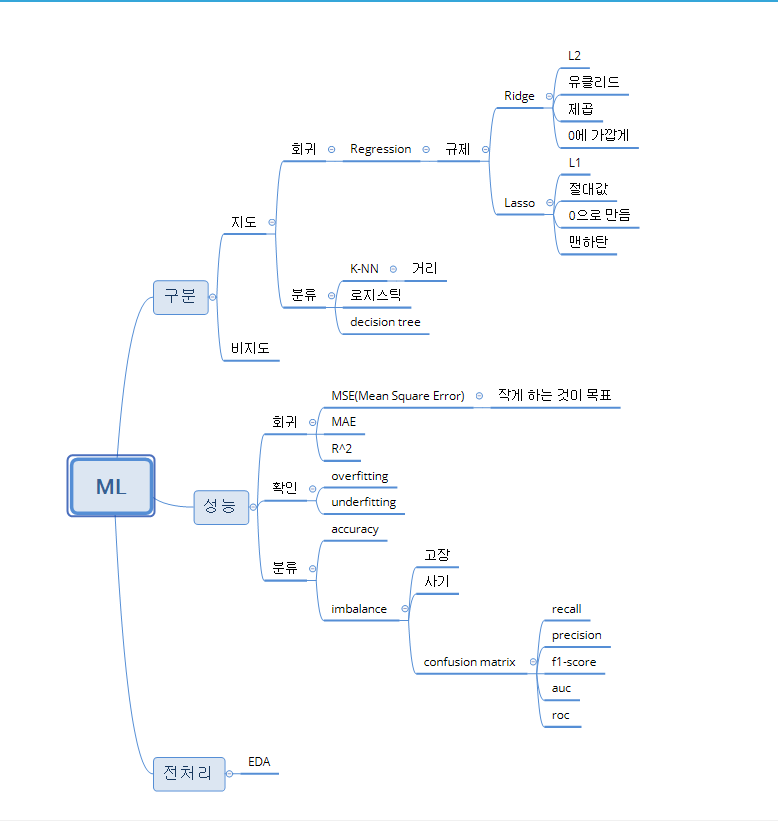 ML
구분
지도
회귀
Regression
규제
Ridge
L2
유클리드
제곱
0에 가깝게
Lasso
L1
절대값
0으로 만듬
맨하탄
분류
K-NN
거리
로지스틱
decision tree
비지도
성능
회귀
MSE(Mean Square Error)
작게 하는 것이 목표
MAE
R^2
확인
overfitting
underfitting
분류
accuracy
imbalance
고장
사기
confusion matrix
recall
precision
f1-score
auc
roc
전처리
EDA